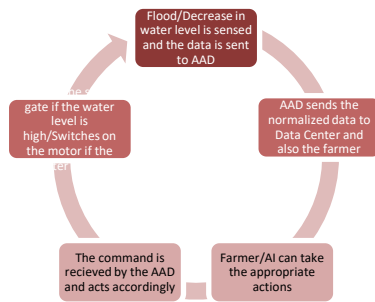 Flood/Decrease in
water level is sensed
and the data is sent
to AAD
AAD sends the
normalized data to
Data Center and
also the farmer
Farmer/AI can take
the appropriate
actions
The command is
recieved by the AAD
and acts accordingly
gate if the water
level is
high/Switches on
the motor if the